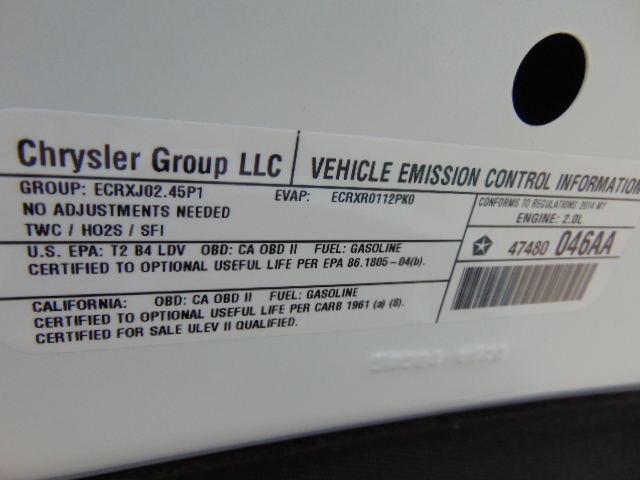 Chrysler Group LLC
VEHICLE EMISSION CONTROL INFORMATION
GROUP: ECRXJ02.45P1 EVAP: ECRXR0112PK0
NO ADJUSTMENTS NEEDED
TWC / HO2S / SFI
CONFORMS TO REGULATIONS: 2014 MY
ENGINE: 2.0L
U.S. EPA: T2 B4 LDV OBD: CA OBD II FUEL: GASOLINE
CERTIFIED TO OPTIONAL USEFUL LIFE PER EPA 86.1805-04(b).
47480 046AA
CALIFORNIA: OBD: CA OBD II FUEL: GASOLINE
CERTIFIED TO OPTIONAL USEFUL LIFE PER CARB 1961 (a) (8).
CERTIFIED FOR SALE ULEV II QUALIFIED.